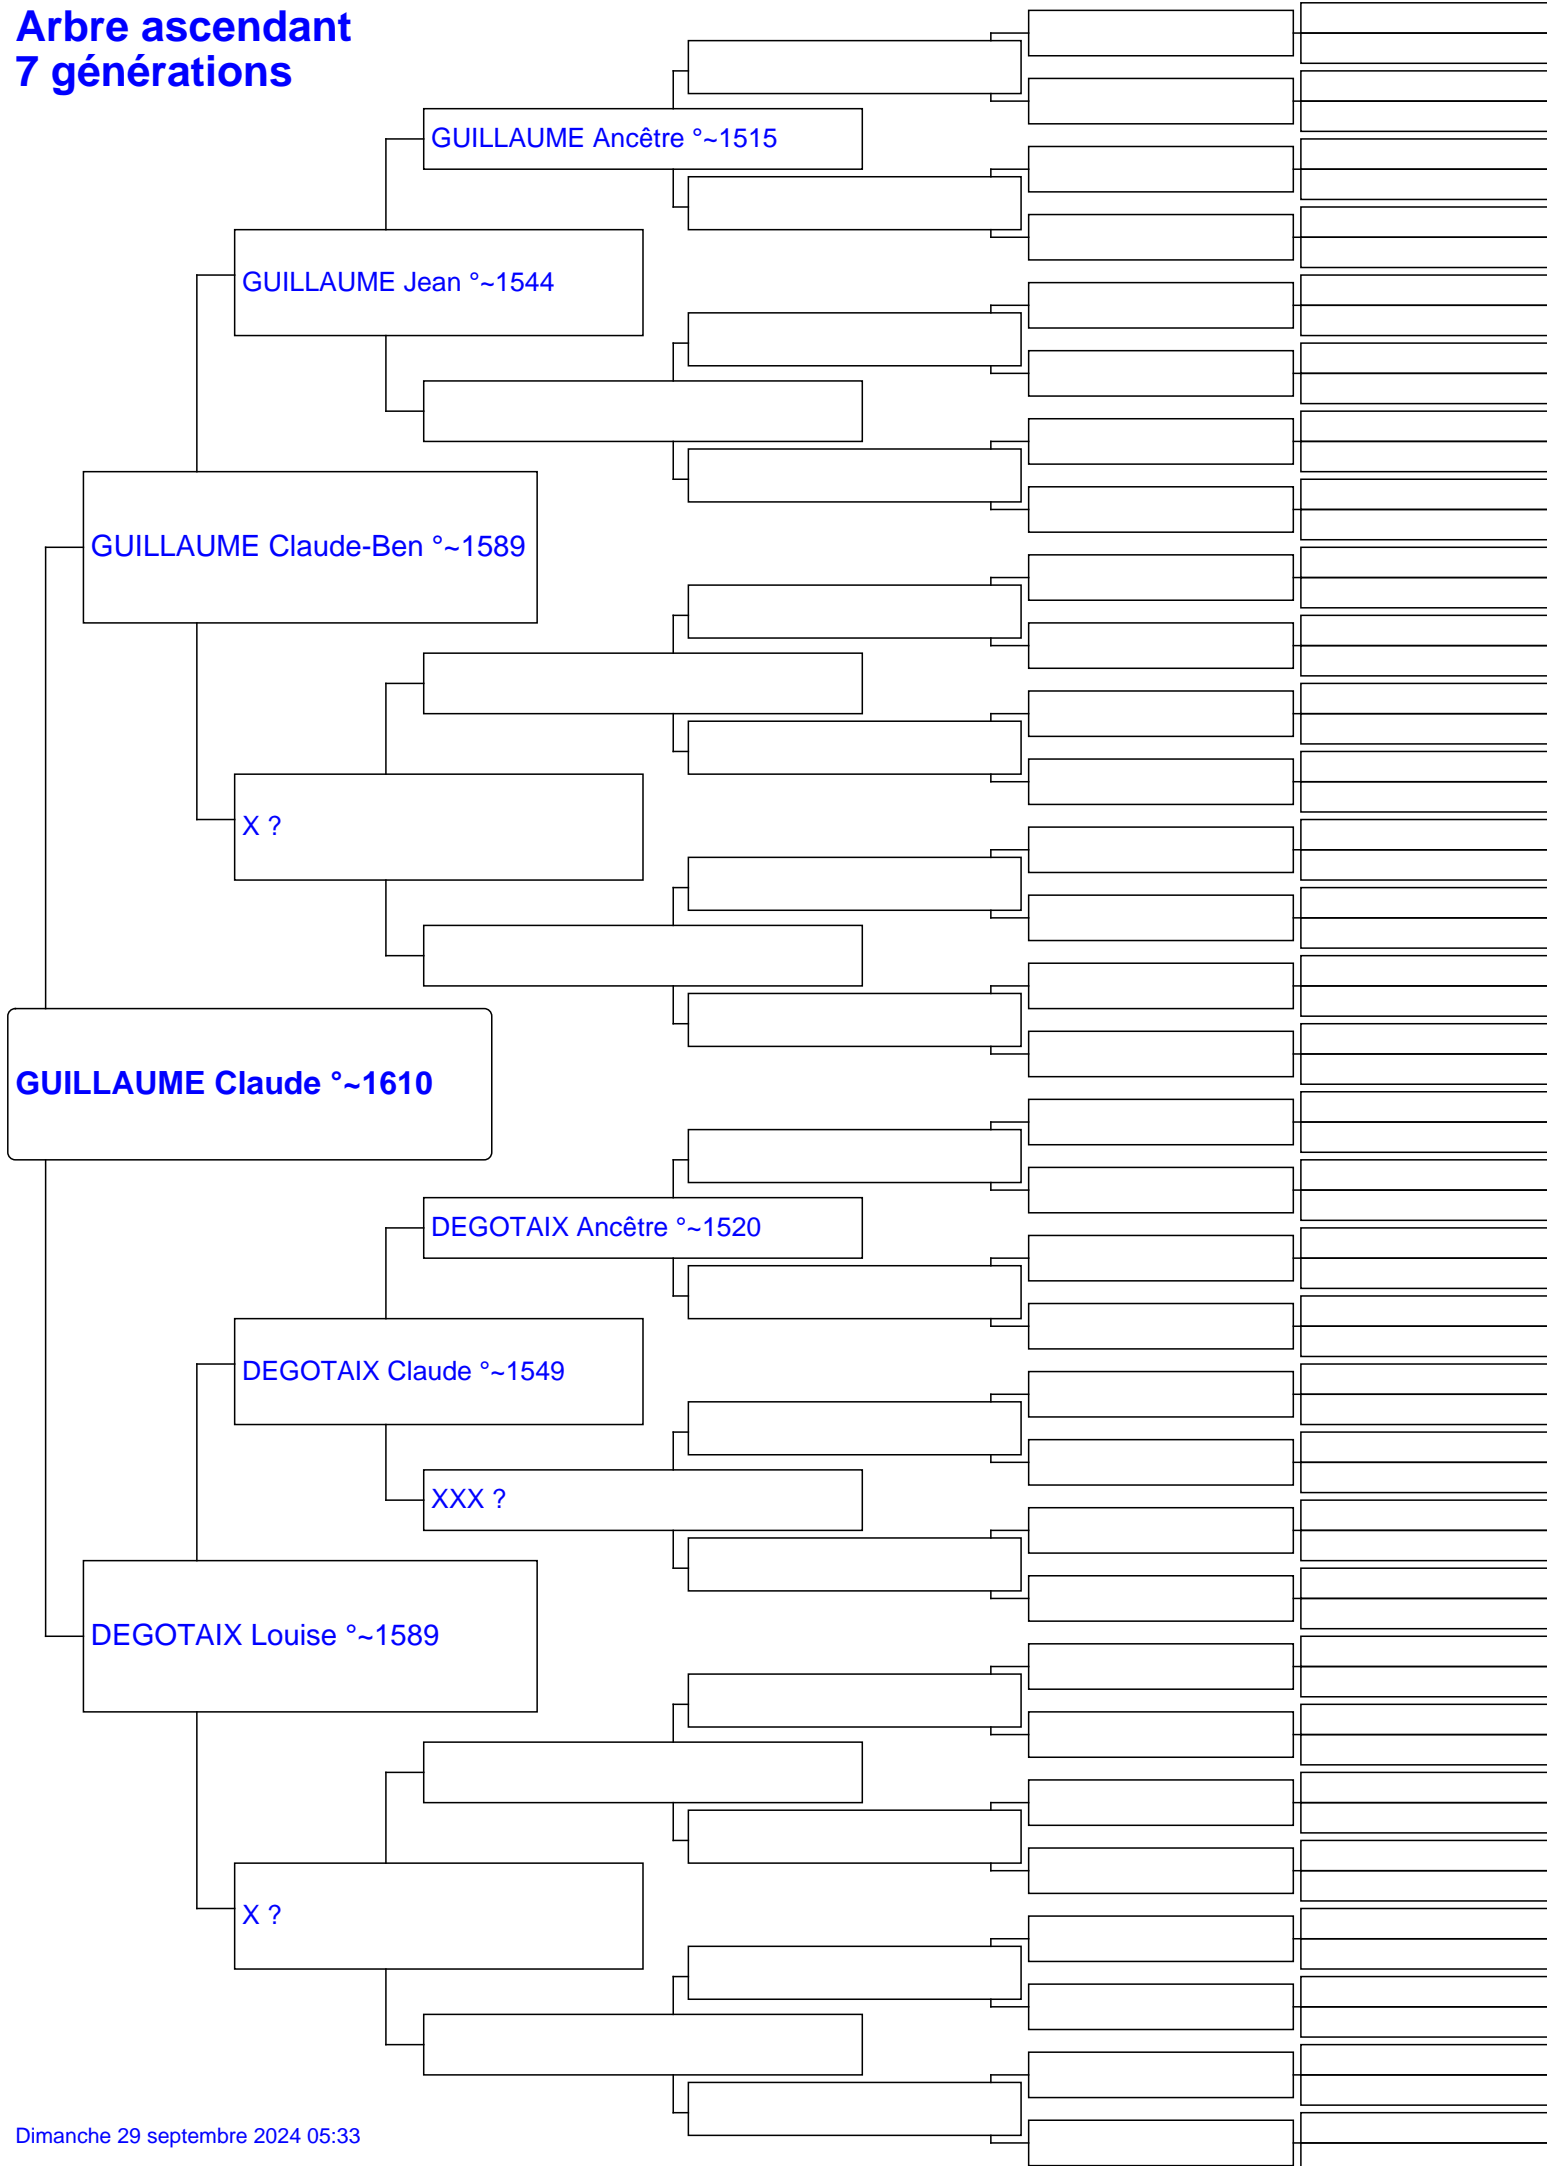 Arbre ascendant
7 générations
GUILLAUME Ancêtre °~1515
GUILLAUME Jean °~1544
GUILLAUME Claude-Ben °~1589
X ?
GUILLAUME Claude °~1610
DEGOTAIX Ancêtre °~1520
DEGOTAIX Claude °~1549
XXX ?
DEGOTAIX Louise °~1589
X ?
Dimanche 29 septembre 2024 05:33